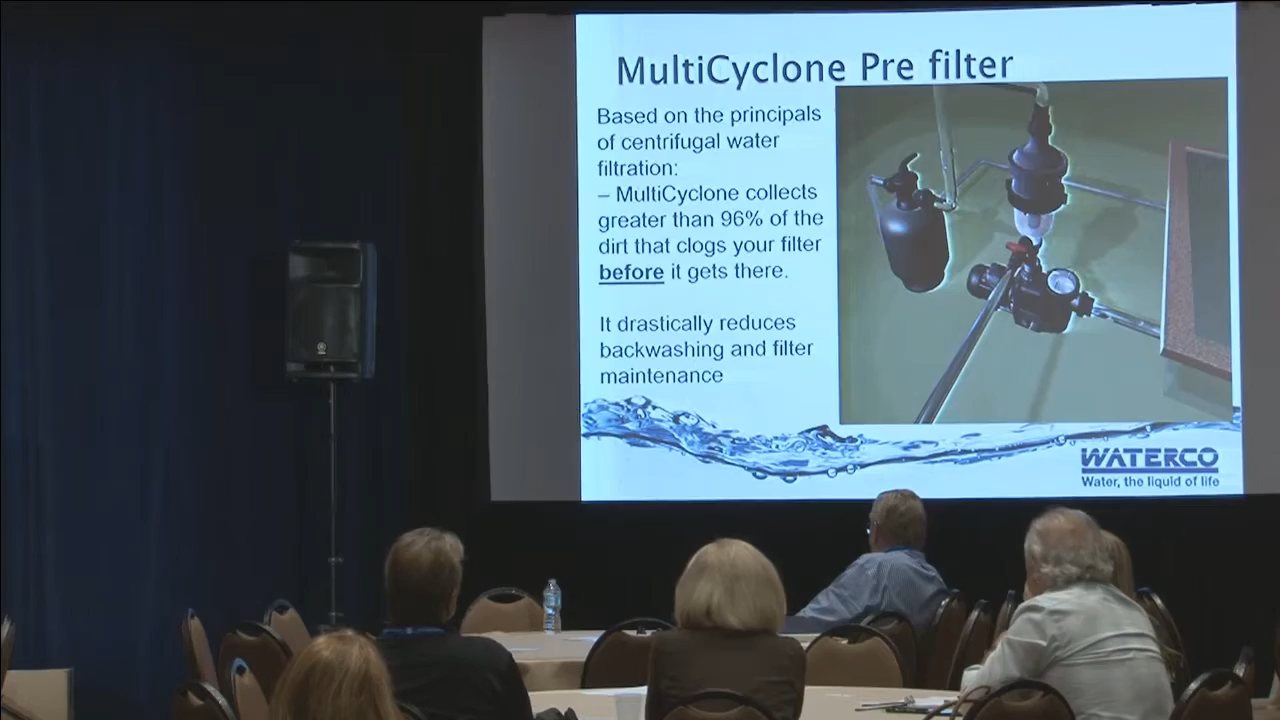 MultiCyclone Pre filter
Based on the principals
of centrifugal water
filtration:
– MultiCyclone collects
greater than 96% of the
dirt that clogs your filter
before it gets there.
It drastically reduces
backwashing and filter
maintenance
WATERCO
Water, the liquid of life